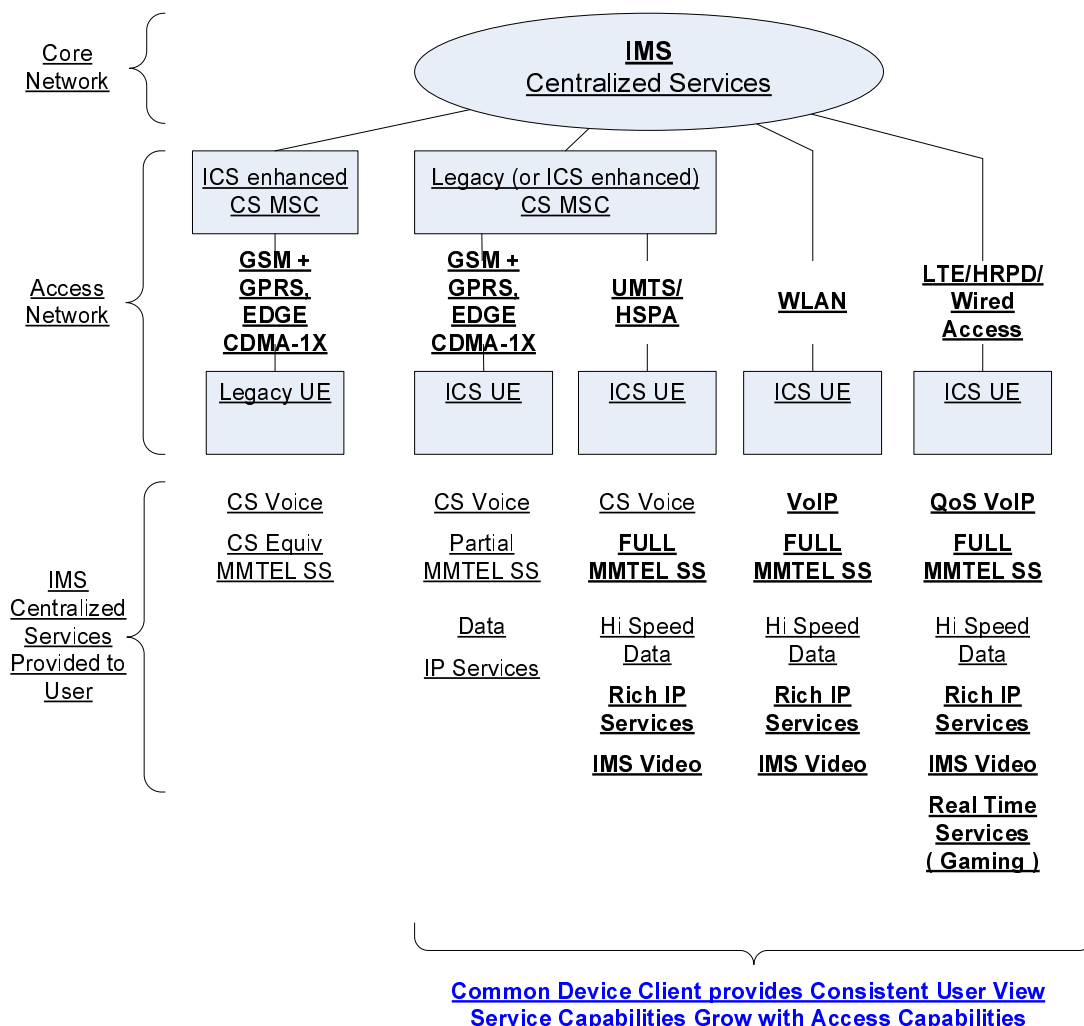 Core
Network
IMS
Centralized Services
Access
Network
ICS enhanced
CS MSC
Legacy (or ICS enhanced)
CS MSC
GSM +
GPRS,
EDGE
CDMA-1X
GSM +
GPRS,
EDGE
CDMA-1X
UMTS/
HSPA
WLAN
LTE/HRPD/
Wired
Access
Legacy UE
ICS UE
ICS UE
ICS UE
ICS UE
IMS
Centralized
Services
Provided to
User
CS Voice
CS Equiv
MMTEL SS
CS Voice
Partial
MMTEL SS
Data
IP Services
CS Voice
FULL
MMTEL SS
Hi Speed
Data
Rich IP
Services
IMS Video
VoIP
FULL
MMTEL SS
Hi Speed
Data
Rich IP
Services
IMS Video
QoS VoIP
FULL
MMTEL SS
Hi Speed
Data
Rich IP
Services
IMS Video
Real Time
Services
( Gaming )
Common Device Client provides Consistent User View
Service Capabilities Grow with Access Capabilities